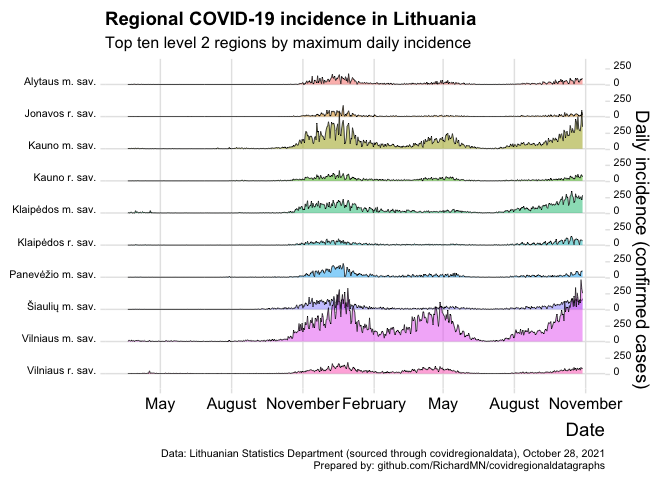 Regional COVID-19 incidence in Lithuania
Top ten level 2 regions by maximum daily incidence
Alytaus m. sav.
Jonavos r. sav.
Kauno m. sav.
Kauno r. sav.
Klaipėdos m. sav.
Klaipėdos r. sav.
Panevėžio m. sav.
Šiaulių m. sav.
Vilniaus m. sav.
Vilniaus r. sav.
250
0
250
0
250
0
250
0
250
0
250
0
250
0
250
0
250
0
250
0
Daily incidence (confirmed cases)
May August November February May August November
Date
Data: Lithuanian Statistics Department (sourced through covidregionaldata), October 28, 2021
Prepared by: github.com/RichardMN/covidregionaldatagraphs